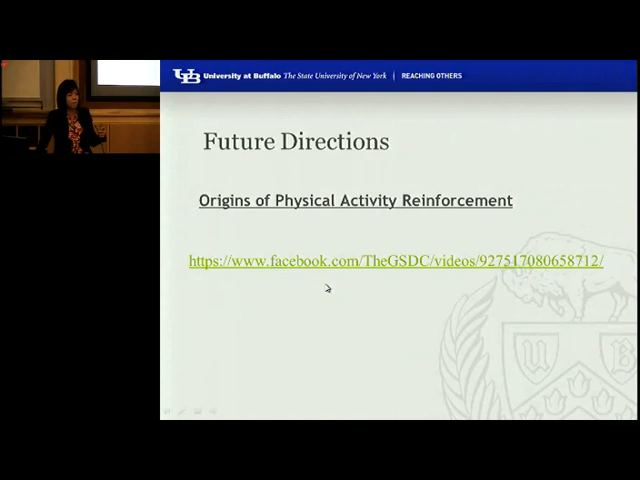 UB University at Buffalo The State University of New York | REACHING OTHERS
Future Directions
Origins of Physical Activity Reinforcement
https://www.facebook.com/TheGSDC/videos/927517080658712/
U B